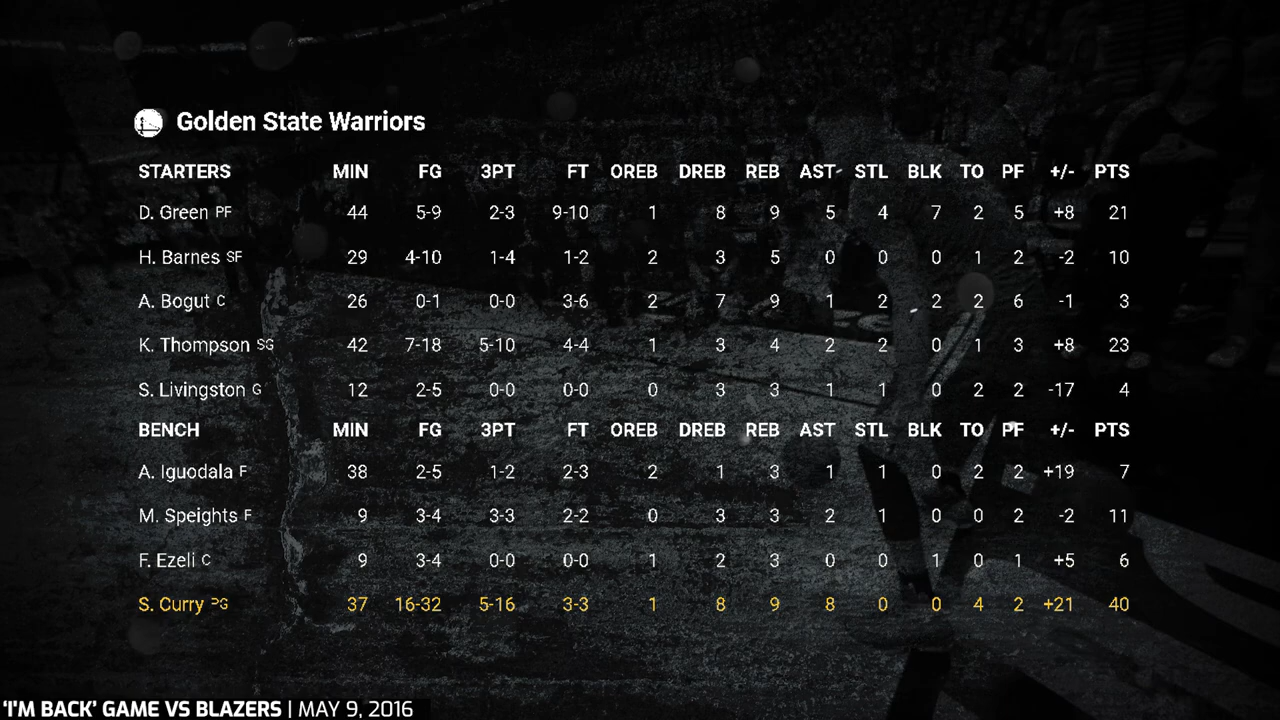 Golden State Warriors
STARTERS MIN FG 3PT FT OREB DREB REB AST STL BLK TO PF +/- PTS
D. Green PF 44 5-9 2-3 9-10 1 8 9 5 4 7 2 5 +8 21
H. Barnes SF 29 4-10 1-4 1-2 2 3 5 0 0 0 1 2 -2 10
A. Bogut C 26 0-1 0-0 3-6 2 7 9 1 2 2 2 6 -1 3
K. Thompson SG 42 7-18 5-10 4-4 1 3 4 2 2 0 1 3 +8 23
S. Livingston G 12 2-5 0-0 0-0 0 3 3 1 1 0 2 2 -17 4
BENCH MIN FG 3PT FT OREB DREB REB AST STL BLK TO PF +/- PTS
A. Iguodala F 38 2-5 1-2 2-3 2 1 3 1 1 0 2 2 +19 7
M. Speights F 9 3-4 3-3 2-2 0 3 3 2 1 0 0 2 -2 11
F. Ezeli C 9 3-4 0-0 0-0 1 2 3 0 0 1 0 1 +5 6
S. Curry PG 37 16-32 5-16 3-3 1 8 9 8 0 0 4 2 +21 40
'I'M BACK' GAME VS BLAZERS | MAY 9, 2016